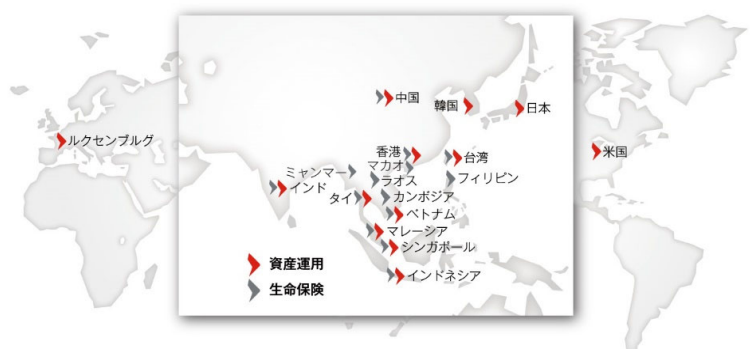 中国
韓国
日本
ルクセンブルグ
米国
香港
台湾
マカオ
ミャンマー
ラオス
フィリピン
インド
タイ
カンボジア
ベトナム
マレーシア
シンガポール
資産運用
インドネシア
生命保険